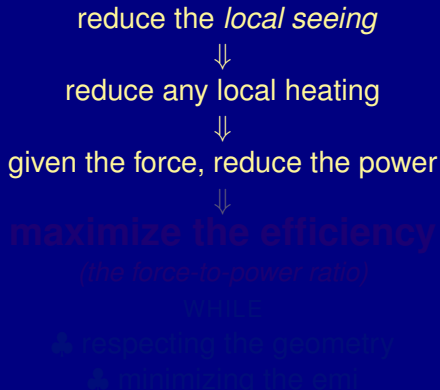 reduce the local seeing
⇓
reduce any local heating
⇓
given the force, reduce the power
⇓
maximize the efficiency
(the force-to-power ratio)
WHILE
♣ respecting the geometry
♣ minimizing the emi